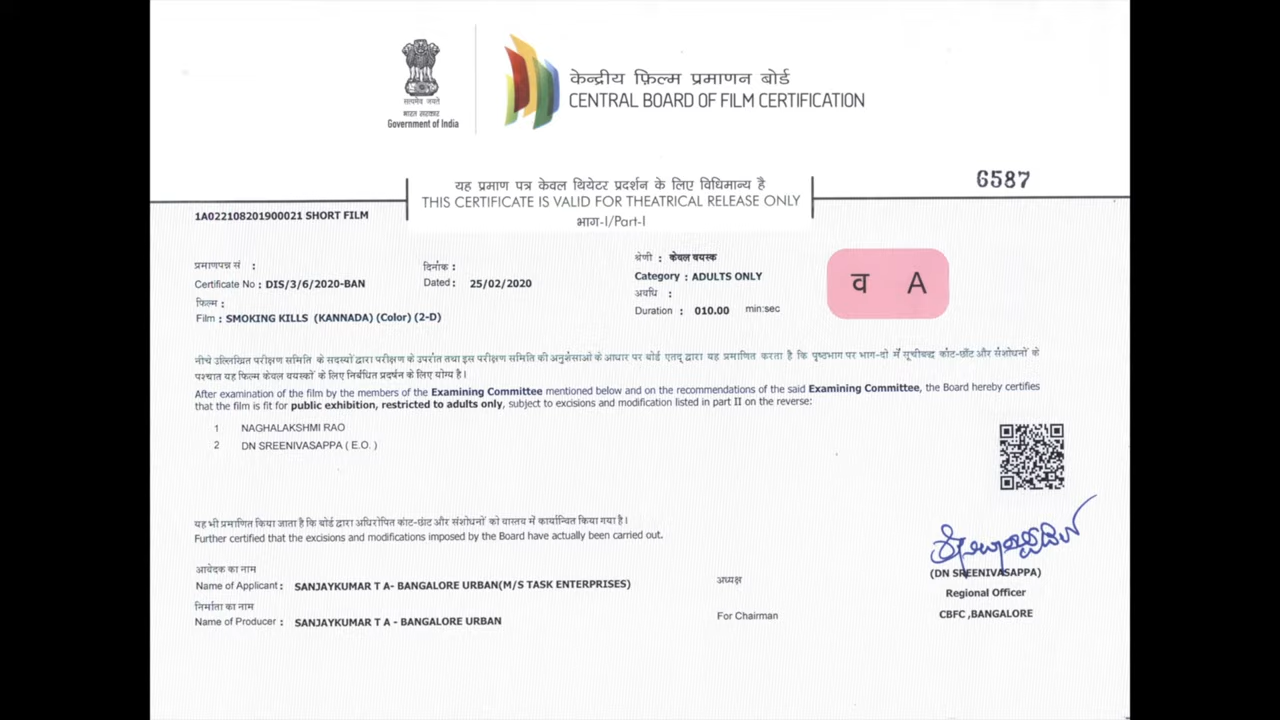 केन्द्रीय फ़िल्म प्रमाणन बोर्ड
CENTRAL BOARD OF FILM CERTIFICATION
सत्यमेव जयते
भारत सरकार
Government of India
6587
यह प्रमाण पत्र केवल थियेटर प्रदर्शन के लिए विधिमान्य है
THIS CERTIFICATE IS VALID FOR THEATRICAL RELEASE ONLY
भाग-I/Part-I
1A022108201900021 SHORT FILM
प्रमाणपत्र सं :
Certificate No : DIS/3/6/2020-BAN
दिनांक :
Dated : 25/02/2020
श्रेणी : केवल वयस्क
Category : ADULTS ONLY
अवधि :
Duration : 010.00 min:sec
व A
फिल्म :
Film : SMOKING KILLS (KANNADA) (Color) (2-D)
नीचे उल्लिखित परीक्षण समिति के सदस्यों द्वारा परीक्षण के उपरांत तथा इस परीक्षण समिति की अनुशंसाओं के आधार पर बोर्ड एतद् द्वारा यह प्रमाणित करता है कि पृष्ठभाग पर भाग-दो में सूचीबद्ध कांट-छाँट और संशोधनों के
पश्चात यह फिल्म केवल वयस्कों के लिए निर्बंधित प्रदर्शन के लिए योग्य है।
After examination of the film by the members of the Examining Committee mentioned below and on the recommendations of the said Examining Committee, the Board hereby certifies
that the film is fit for public exhibition, restricted to adults only, subject to excisions and modification listed in part II on the reverse:
1 NAGHALAKSHMI RAO
2 DN SREENIVASAPPA ( E.O. )
यह भी प्रमाणित किया जाता है कि बोर्ड द्वारा अधिरोपित कांट-छांट और संशोधनों को वास्तव में कार्यान्वित किया गया है।
Further certified that the excisions and modifications imposed by the Board have actually been carried out.
आवेदक का नाम
Name of Applicant : SANJAYKUMAR T A- BANGALORE URBAN(M/S TASK ENTERPRISES)
निर्माता का नाम
Name of Producer : SANJAYKUMAR T A - BANGALORE URBAN
अध्यक्ष
For Chairman
(DN SREENIVASAPPA)
Regional Officer
CBFC ,BANGALORE